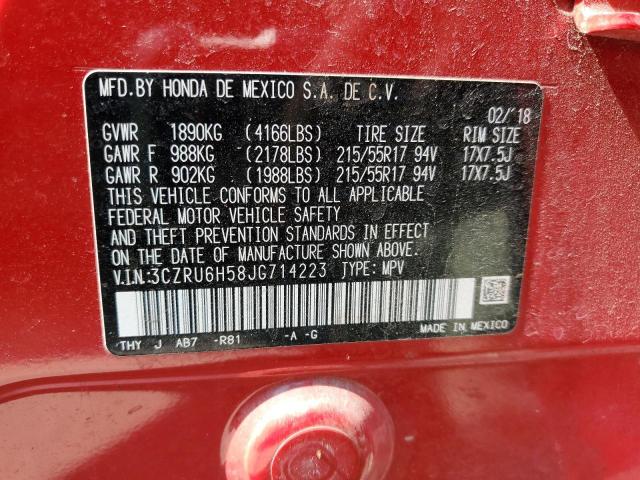 MFD.BY HONDA DE MEXICO S.A. DE C.V.
02/'18
GVWR 1890KG (4166LBS) TIRE SIZE RIM SIZE
GAWR F 988KG (2178LBS) 215/55R17 94V 17X7.5J
GAWR R 902KG (1988LBS) 215/55R17 94V 17X7.5J
THIS VEHICLE CONFORMS TO ALL APPLICABLE
FEDERAL MOTOR VEHICLE SAFETY
AND THEFT PREVENTION STANDARDS IN EFFECT
ON THE DATE OF MANUFACTURE SHOWN ABOVE.
V.I.N:3CZRU6H58JG714223 TYPE: MPV
MADE IN MEXICO
THY J AB7 -R81 -A -G